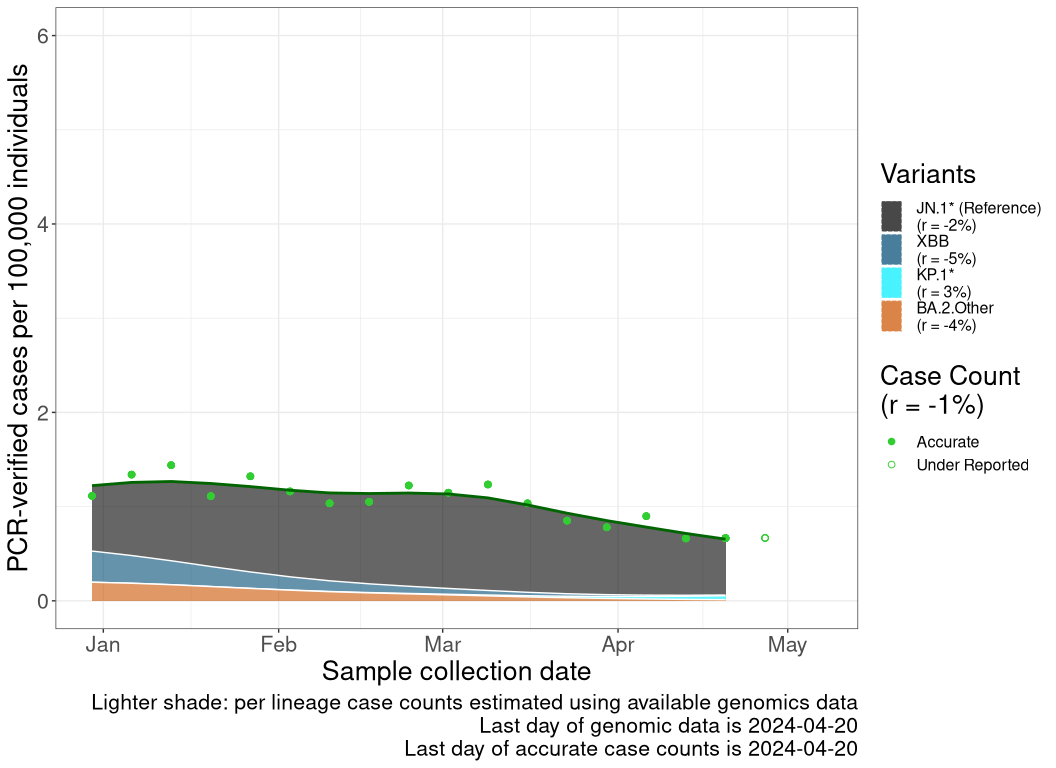 PCR-verified cases per 100,000 individuals
6
4
2
0
Jan Feb Mar Apr May
Sample collection date
Lighter shade: per lineage case counts estimated using available genomics data
Last day of genomic data is 2024-04-20
Last day of accurate case counts is 2024-04-20
Variants
JN.1* (Reference)
(r = -2%)
XBB
(r = -5%)
KP.1*
(r = 3%)
BA.2.Other
(r = -4%)
Case Count
(r = -1%)
Accurate
Under Reported